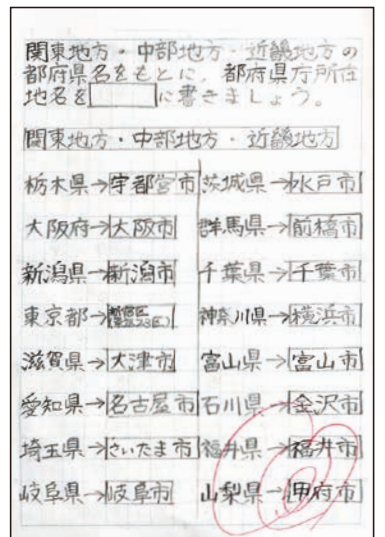 関東地方・中部地方・近畿地方の
都府県名をもとに、都府県庁所在
地名を に書きましょう。
関東地方・中部地方・近畿地方
栃木県→宇都宮市 茨城県→水戸市
大阪府→大阪市 群馬県→前橋市
新潟県→新潟市 千葉県→千葉市
東京都→ 神奈川県→横浜市
滋賀県→大津市 富山県→富山市
愛知県→名古屋市 石川県→金沢市
埼玉県→さいたま市 福井県→福井市
岐阜県→岐阜市 山梨県→甲府市